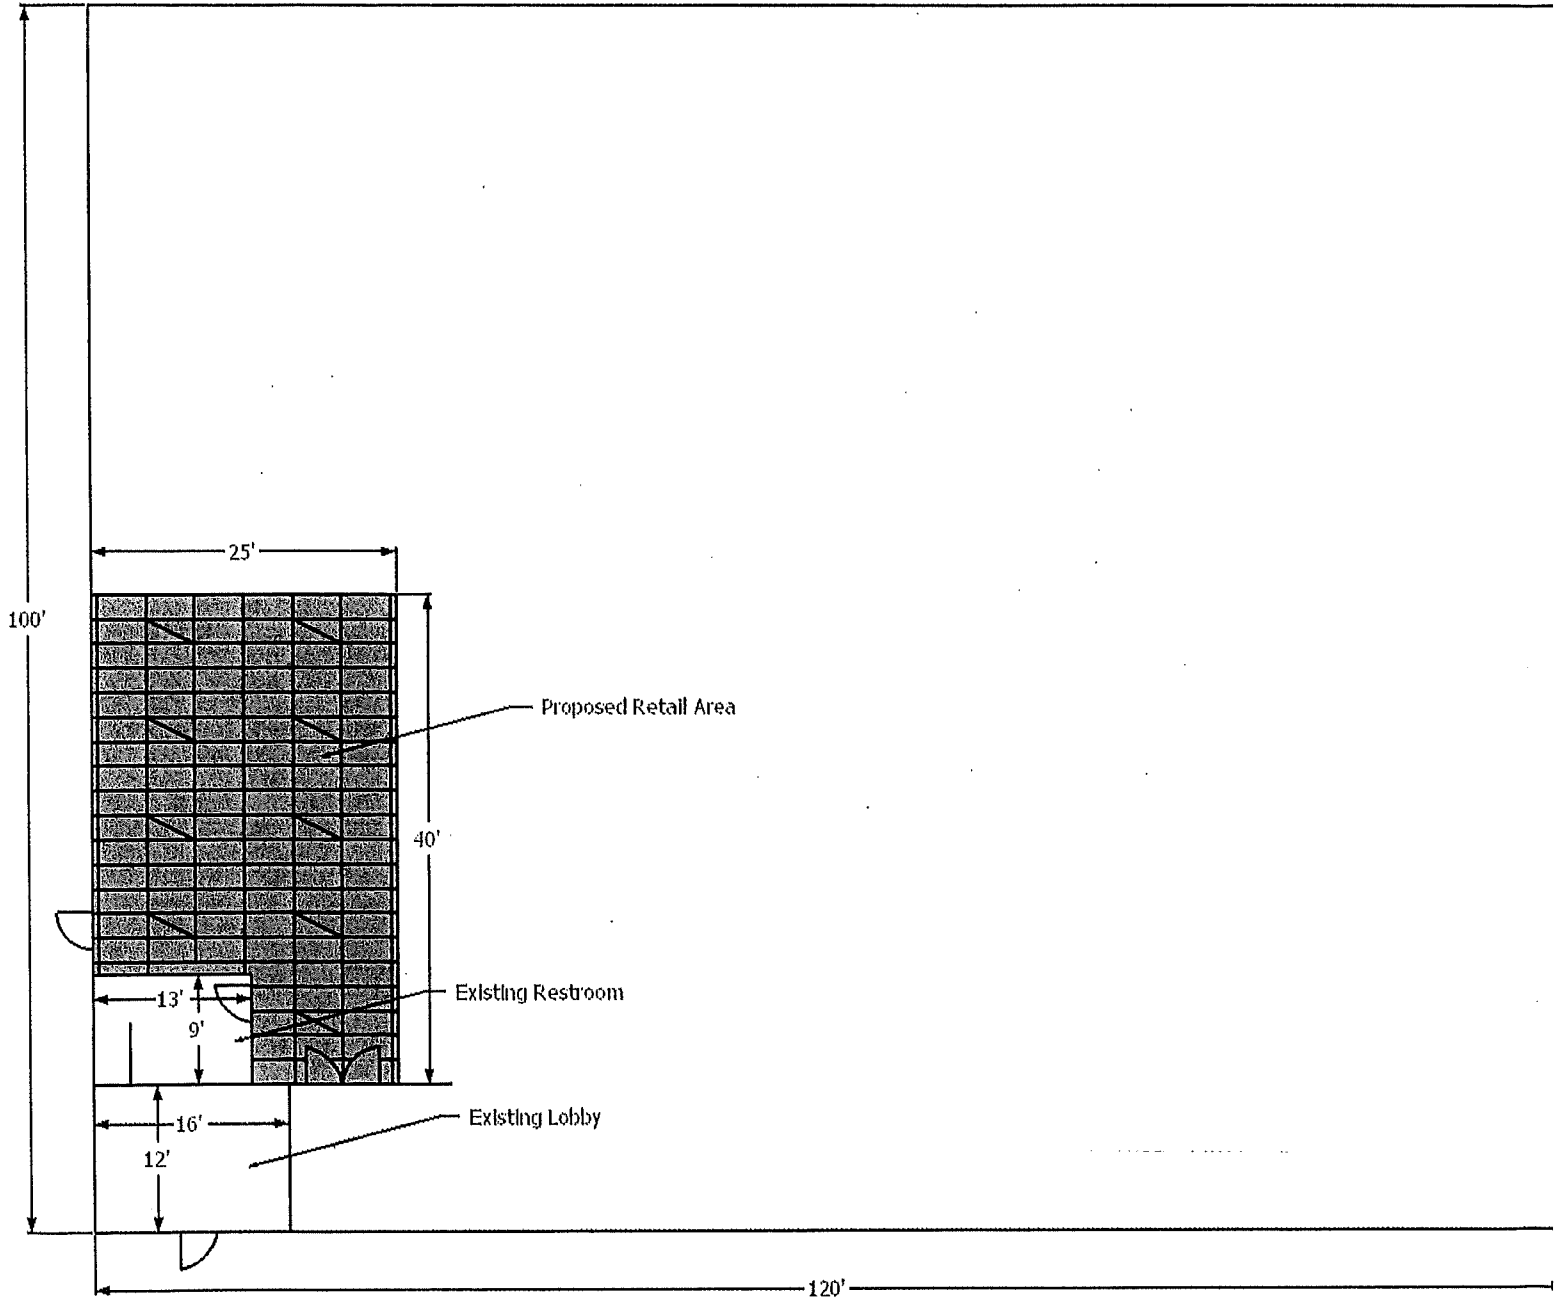 25'
100'
Proposed Retail Area
40'
Existing Restroom
13'
9'
Existing Lobby
16'
12'
120'